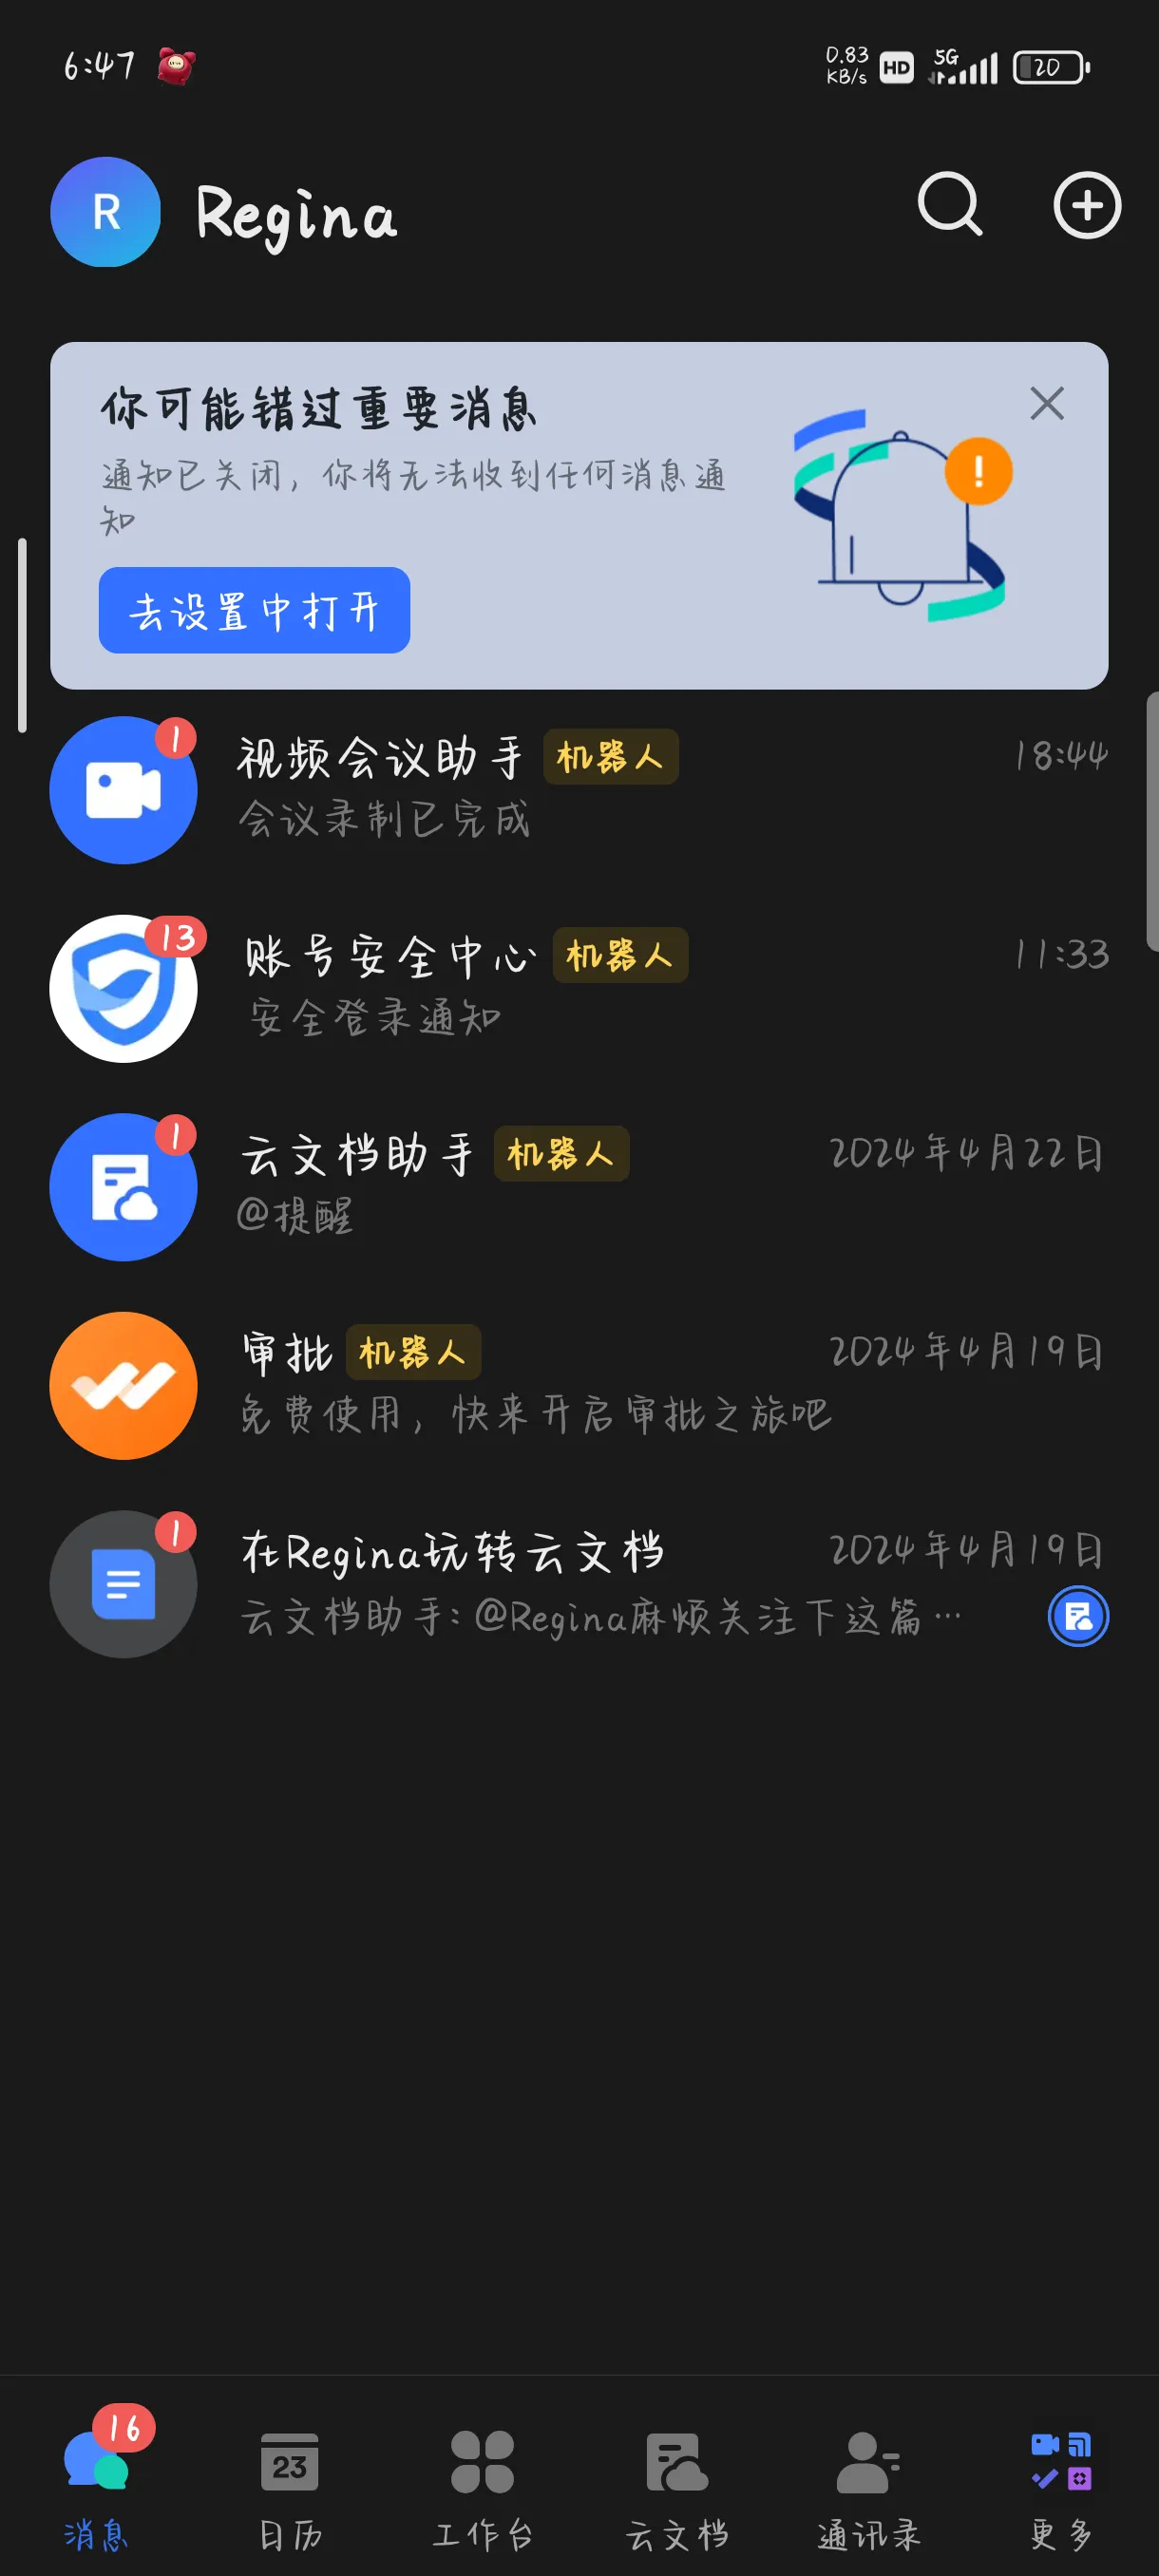 6:47
0.83 KB/s HD 5G 20
R Regina
你可能错过重要消息
通知已关闭，你将无法收到任何消息通
知
去设置中打开
1
视频会议助手 机器人 18:44
会议录制已完成
13
账号安全中心 机器人 11:33
安全登录通知
1
云文档助手 机器人 2024年4月22日
@提醒
审批 机器人 2024年4月19日
免费使用，快来开启审批之旅吧
1
在Regina玩转云文档 2024年4月19日
云文档助手: @Regina麻烦关注下这篇…
16
23
消息 日历 工作台 云文档 通讯录 更多